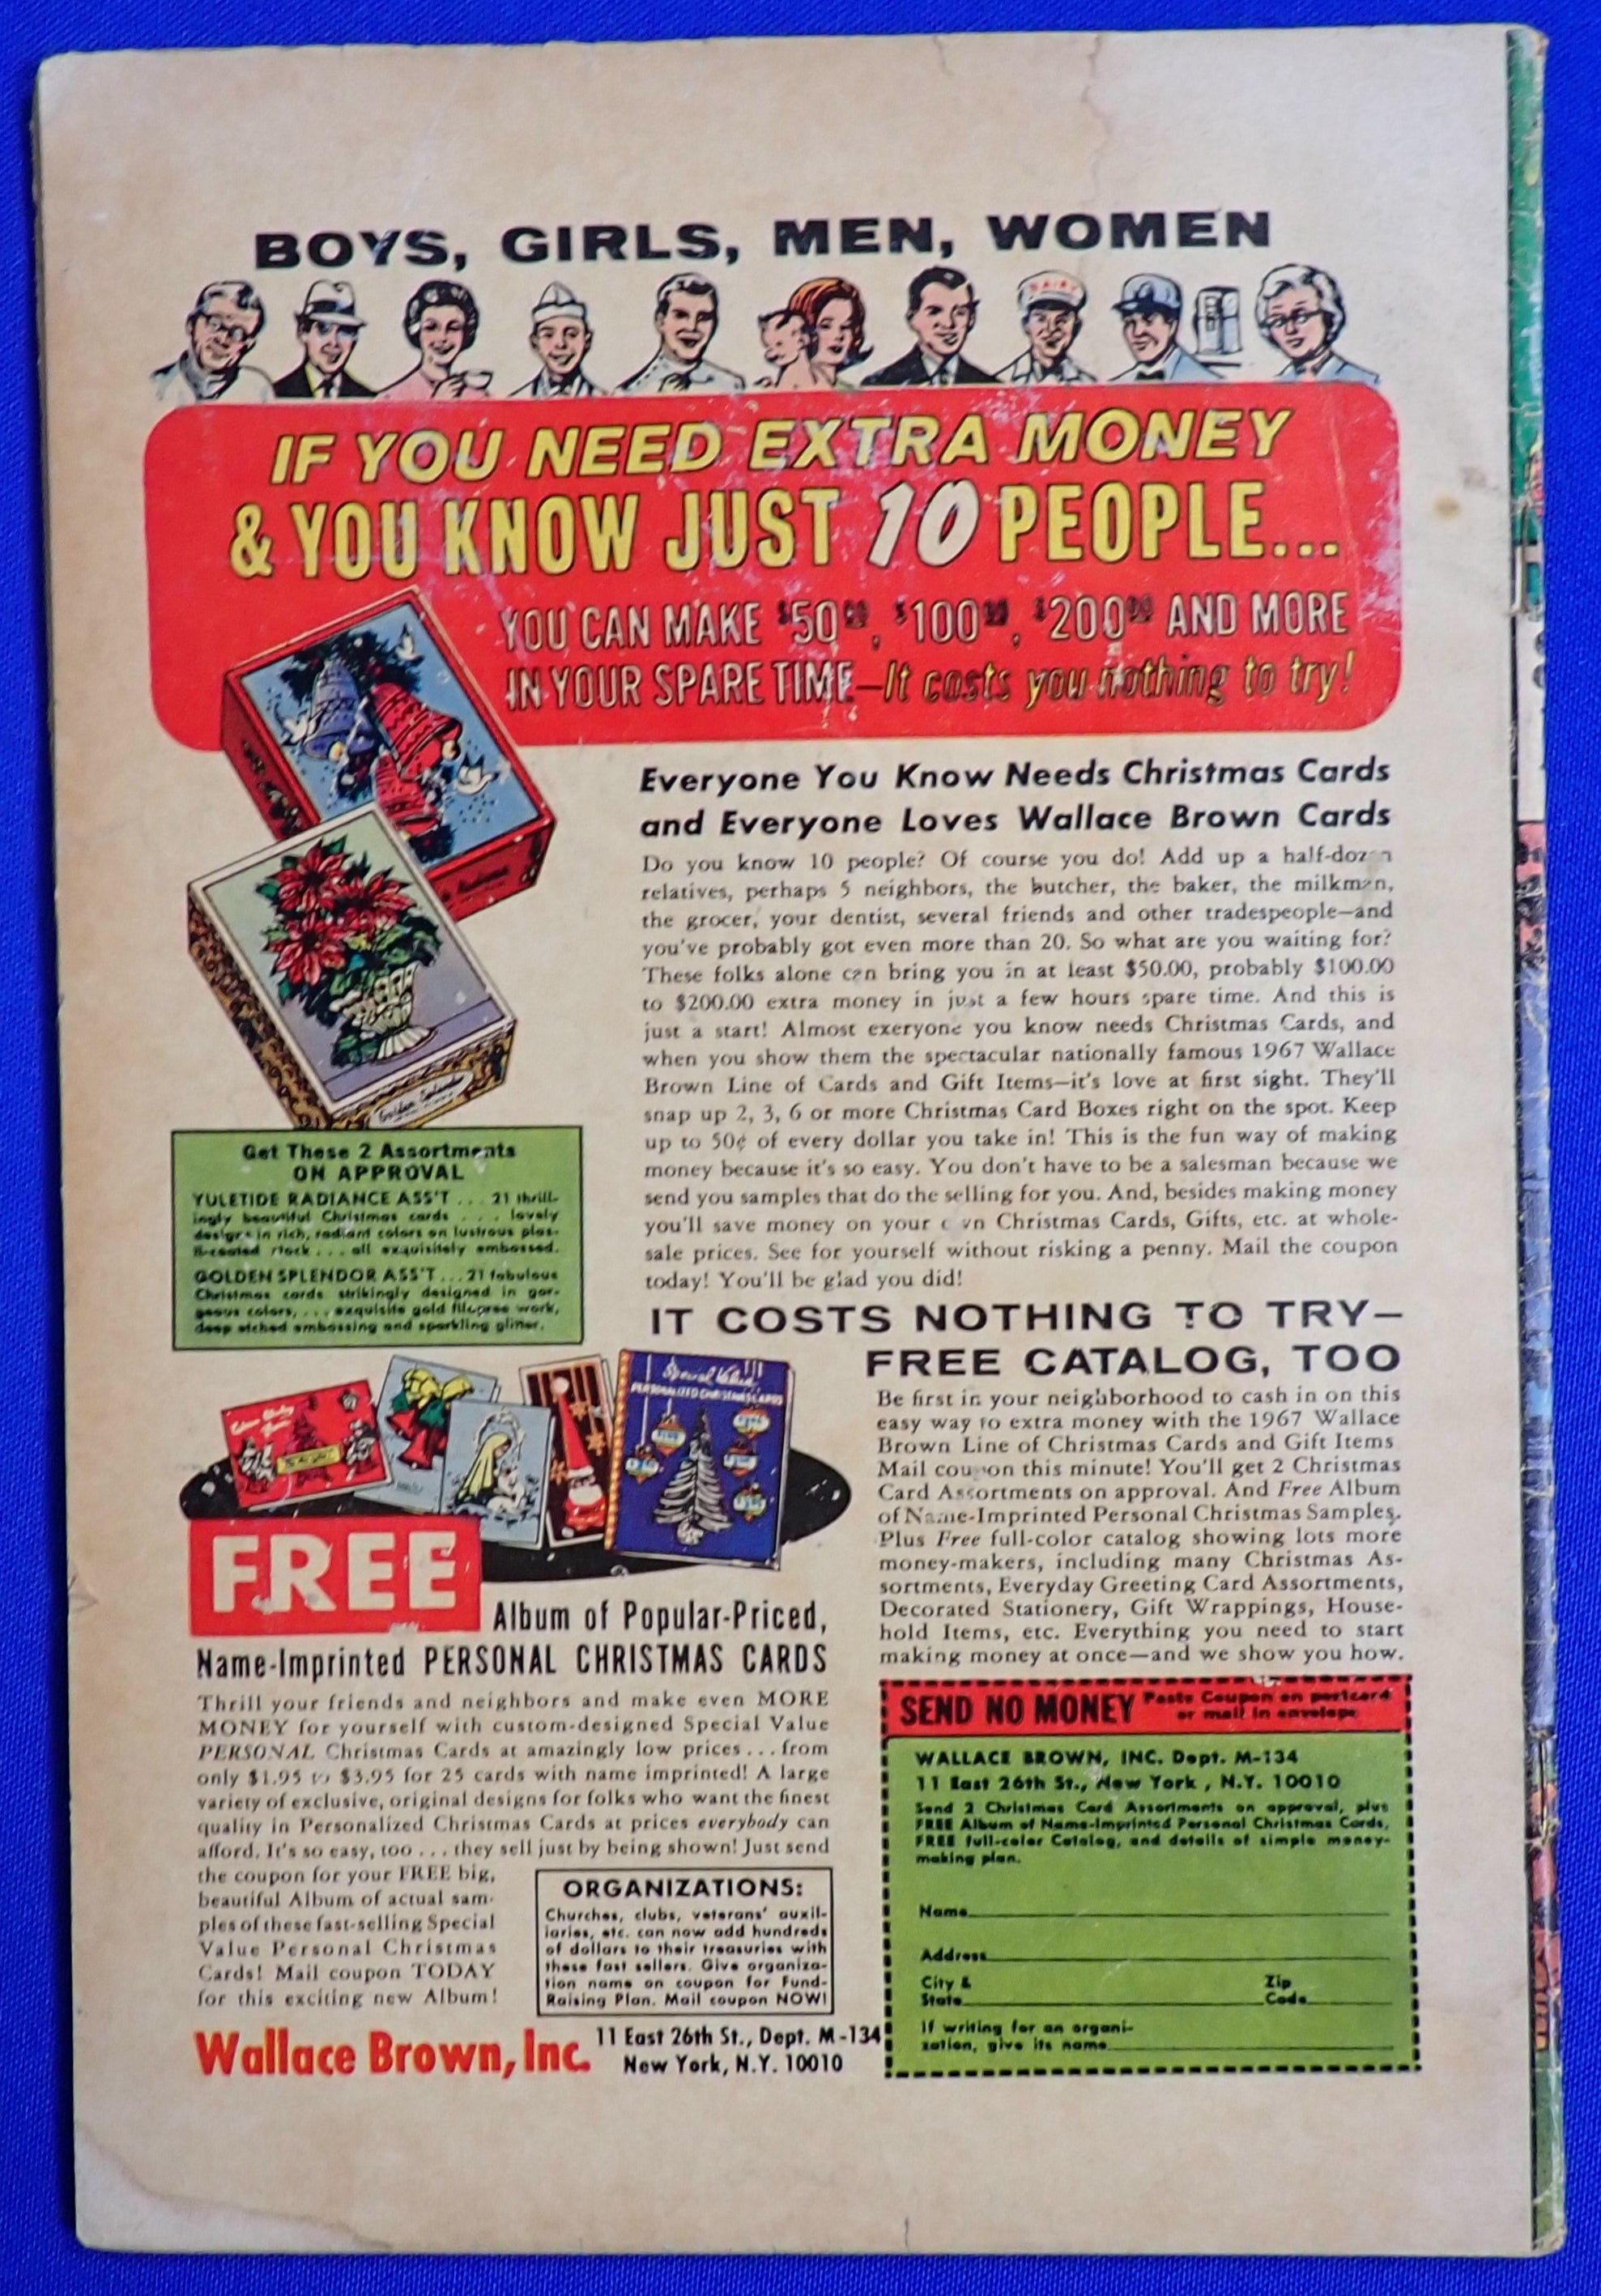 BOYS, GIRLS, MEN, WOMEN
DAIRY
IF YOU NEED EXTRA MONEY
& YOU KNOW JUST 10 PEOPLE...
YOU CAN MAKE $50.00, $100.00, $200.00 AND MORE
IN YOUR SPARE TIME—It costs you nothing to try!
Everyone You Know Needs Christmas Cards
and Everyone Loves Wallace Brown Cards
Do you know 10 people? Of course you do! Add up a half-dozen
relatives, perhaps 5 neighbors, the butcher, the baker, the milkman,
the grocer, your dentist, several friends and other tradespeople—and
you've probably got even more than 20. So what are you waiting for?
These folks alone can bring you in at least $50.00, probably $100.00
to $200.00 extra money in just a few hours spare time. And this is
just a start! Almost exeryone you know needs Christmas Cards, and
when you show them the spectacular nationally famous 1967 Wallace
Brown Line of Cards and Gift Items—it's love at first sight. They'll
snap up 2, 3, 6 or more Christmas Card Boxes right on the spot. Keep
up to 50¢ of every dollar you take in! This is the fun way of making
money because it's so easy. You don't have to be a salesman because we
send you samples that do the selling for you. And, besides making money
you'll save money on your own Christmas Cards, Gifts, etc. at whole-
sale prices. See for yourself without risking a penny. Mail the coupon
today! You'll be glad you did!
Golden Splendor
Get These 2 Assortments
ON APPROVAL
YULETIDE RADIANCE ASS'T . . . 21 thrill-
ingly beautiful Christmas cards . . . . lovely
designs in rich, radiant colors on lustrous plas-
ti-coated stock . . . all exquisitely embossed.
GOLDEN SPLENDOR ASS'T . . . 21 fabulous
Christmas cards strikingly designed in gor-
geous colors, . . . exquisite gold filagree work,
deep etched embossing and sparkling glitter.
IT COSTS NOTHING TO TRY—
FREE CATALOG, TOO
Be first in your neighborhood to cash in on this
easy way to extra money with the 1967 Wallace
Brown Line of Christmas Cards and Gift Items
Mail coupon this minute! You'll get 2 Christmas
Card Assortments on approval. And Free Album
of Name-Imprinted Personal Christmas Samples.
Plus Free full-color catalog showing lots more
money-makers, including many Christmas As-
sortments, Everyday Greeting Card Assortments,
Decorated Stationery, Gift Wrappings, House-
hold Items, etc. Everything you need to start
making money at once—and we show you how.
Special Value
PERSONALIZED CHRISTMAS CARDS
FREE
Album of Popular-Priced,
Name-Imprinted PERSONAL CHRISTMAS CARDS
Thrill your friends and neighbors and make even MORE
MONEY for yourself with custom-designed Special Value
PERSONAL Christmas Cards at amazingly low prices . . . from
only $1.95 to $3.95 for 25 cards with name imprinted! A large
variety of exclusive, original designs for folks who want the finest
quality in Personalized Christmas Cards at prices everybody can
afford. It's so easy, too . . . they sell just by being shown! Just send
the coupon for your FREE big,
beautiful Album of actual sam-
ples of these fast-selling Special
Value Personal Christmas
Cards! Mail coupon TODAY
for this exciting new Album!
ORGANIZATIONS:
Churches, clubs, veterans' auxil-
iaries, etc. can now add hundreds
of dollars to their treasuries with
these fast sellers. Give organiza-
tion name on coupon for Fund-
Raising Plan. Mail coupon NOW!
Wallace Brown, Inc.
11 East 26th St., Dept. M-134
New York, N.Y. 10010
SEND NO MONEY
Paste Coupon on postcard
or mail in envelope
WALLACE BROWN, INC. Dept. M-134
11 East 26th St., New York , N.Y. 10010
Send 2 Christmas Card Assortments on approval, plus
FREE Album of Name-Imprinted Personal Christmas Cards,
FREE full-color Catalog, and details of simple money-
making plan.
Name
Address
City &
State
Zip
Code
If writing for an organi-
zation, give its name